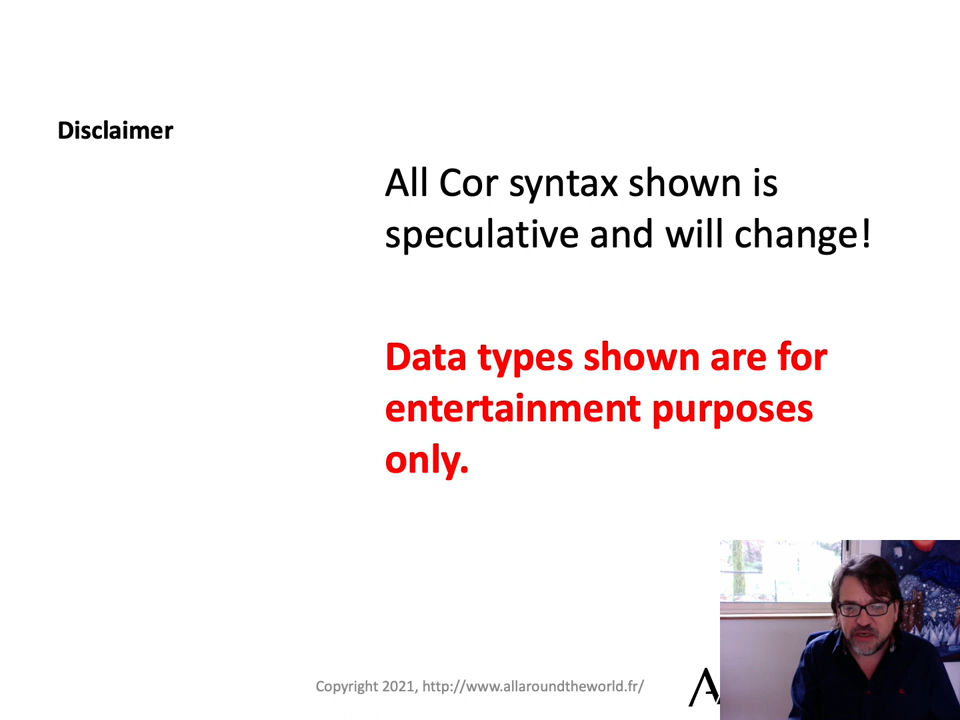 Disclaimer
All Cor syntax shown is
speculative and will change!
Data types shown are for
entertainment purposes
only.
Copyright 2021, http://www.allaroundtheworld.fr/